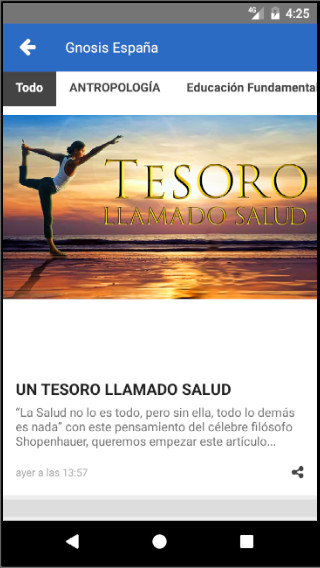 4G 4:25
Gnosis España
Todo ANTROPOLOGÍA Educación Fundamental
TESORO
LLAMADO SALUD
UN TESORO LLAMADO SALUD
“La Salud no lo es todo, pero sin ella, todo lo demás
es nada” con este pensamiento del célebre filósofo
Shopenhauer, queremos empezar este artículo...
ayer a las 13:57